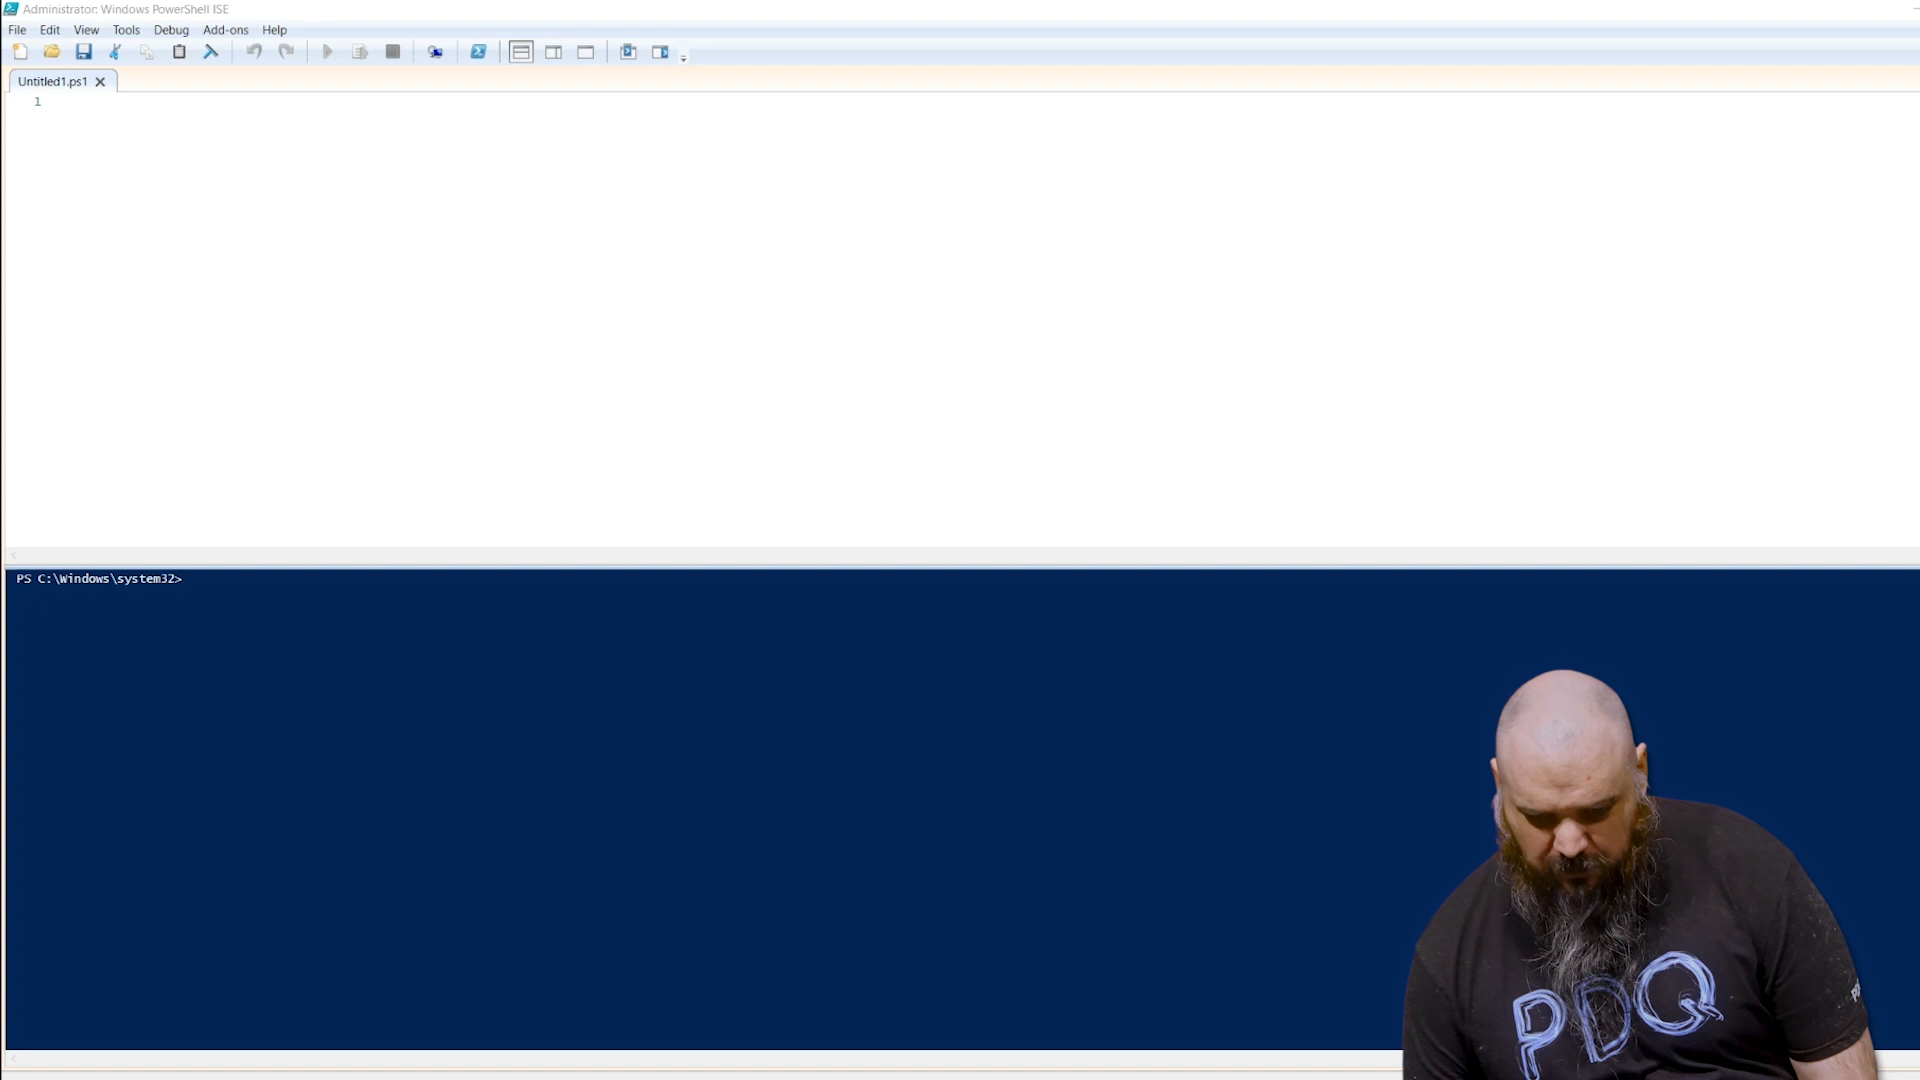 Administrator: Windows PowerShell ISE
File Edit View Tools Debug Add-ons Help
Untitled1.ps1
1
PS C:\Windows\system32>
PDQ